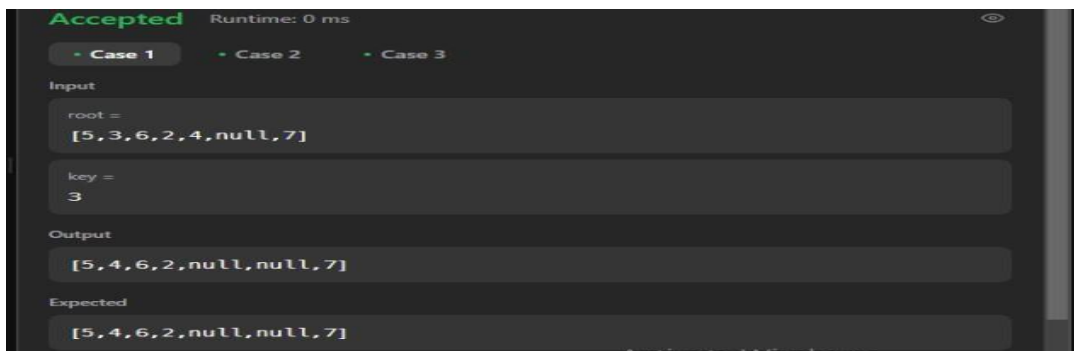 Accepted Runtime: 0 ms
Case 1 Case 2 Case 3
Input
root =
[5,3,6,2,4,null,7]
key =
3
Output
[5,4,6,2,null,null,7]
Expected
[5,4,6,2,null,null,7]